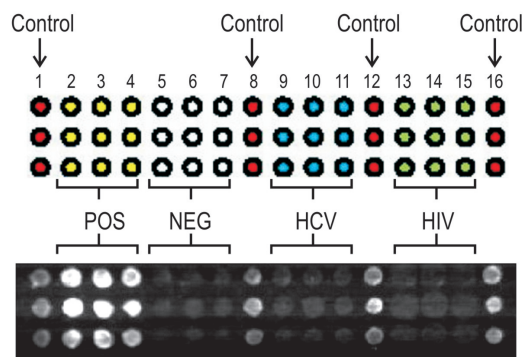 Control Control Control Control
1 2 3 4 5 6 7 8 9 10 11 12 13 14 15 16
POS NEG HCV HIV